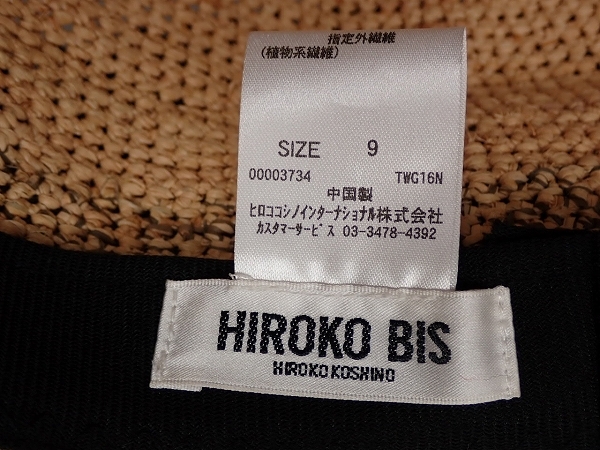 指定外繊維
(植物系繊維)
SIZE 9
00003734 TWG16N
中国製
ヒロココシノインターナショナル株式会社
カスタマーサービス 03-3478-4392
HIROKO BIS
HIROKO KOSHINO